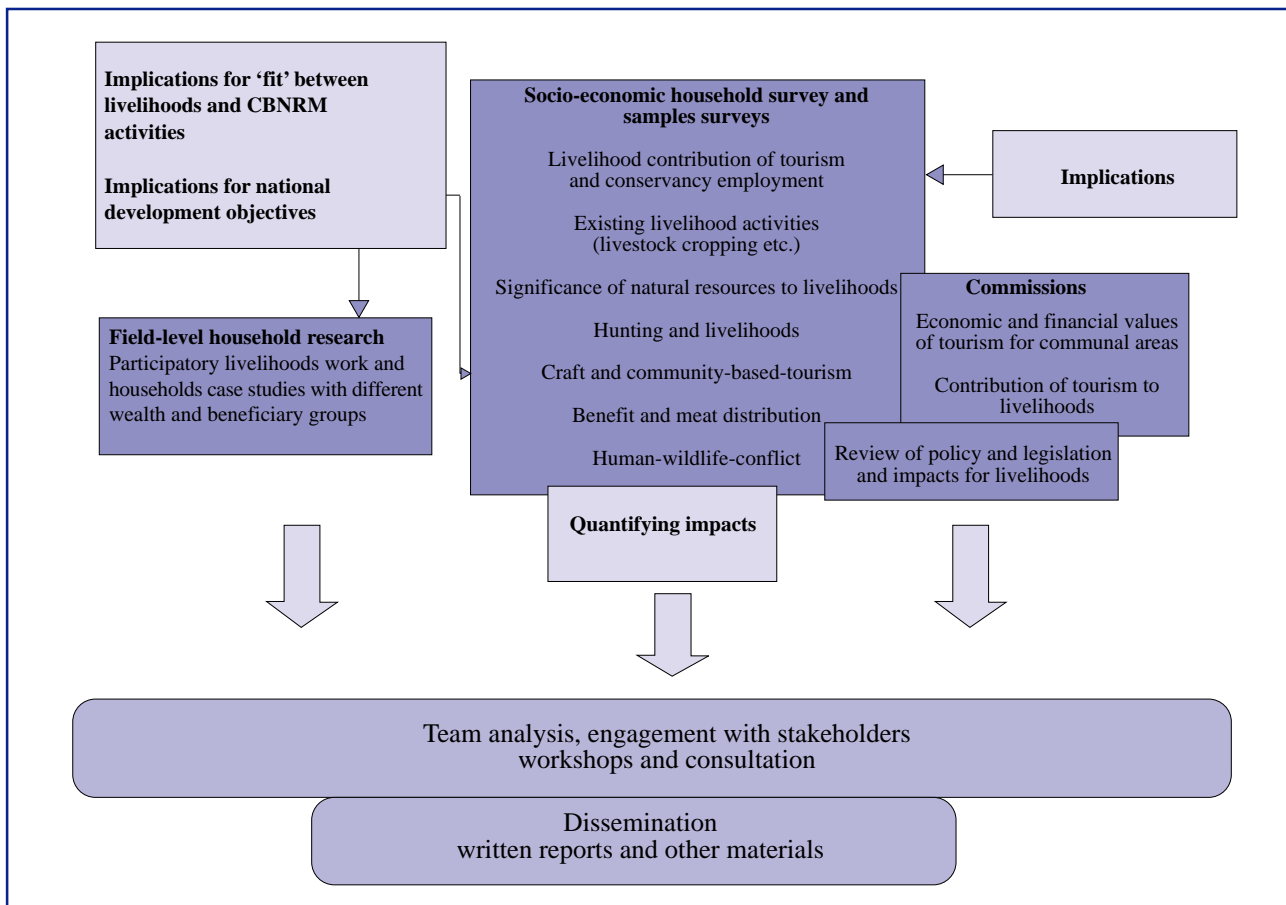 Implications for ‘fit’ between
livelihoods and CBNRM
activities
Implications for national
development objectives
Field-level household research
Participatory livelihoods work and
households case studies with different
wealth and beneficiary groups
Socio-economic household survey and
samples surveys
Livelihood contribution of tourism
and conservancy employment
Existing livelihood activities
(livestock cropping etc.)
Significance of natural resources to livelihoods
Hunting and livelihoods
Craft and community-based-tourism
Benefit and meat distribution
Human-wildlife-conflict
Quantifying impacts
Implications
Commissions
Economic and financial values
of tourism for communal areas
Contribution of tourism to
livelihoods
Review of policy and legislation
and impacts for livelihoods
Team analysis, engagement with stakeholders
workshops and consultation
Dissemination
written reports and other materials